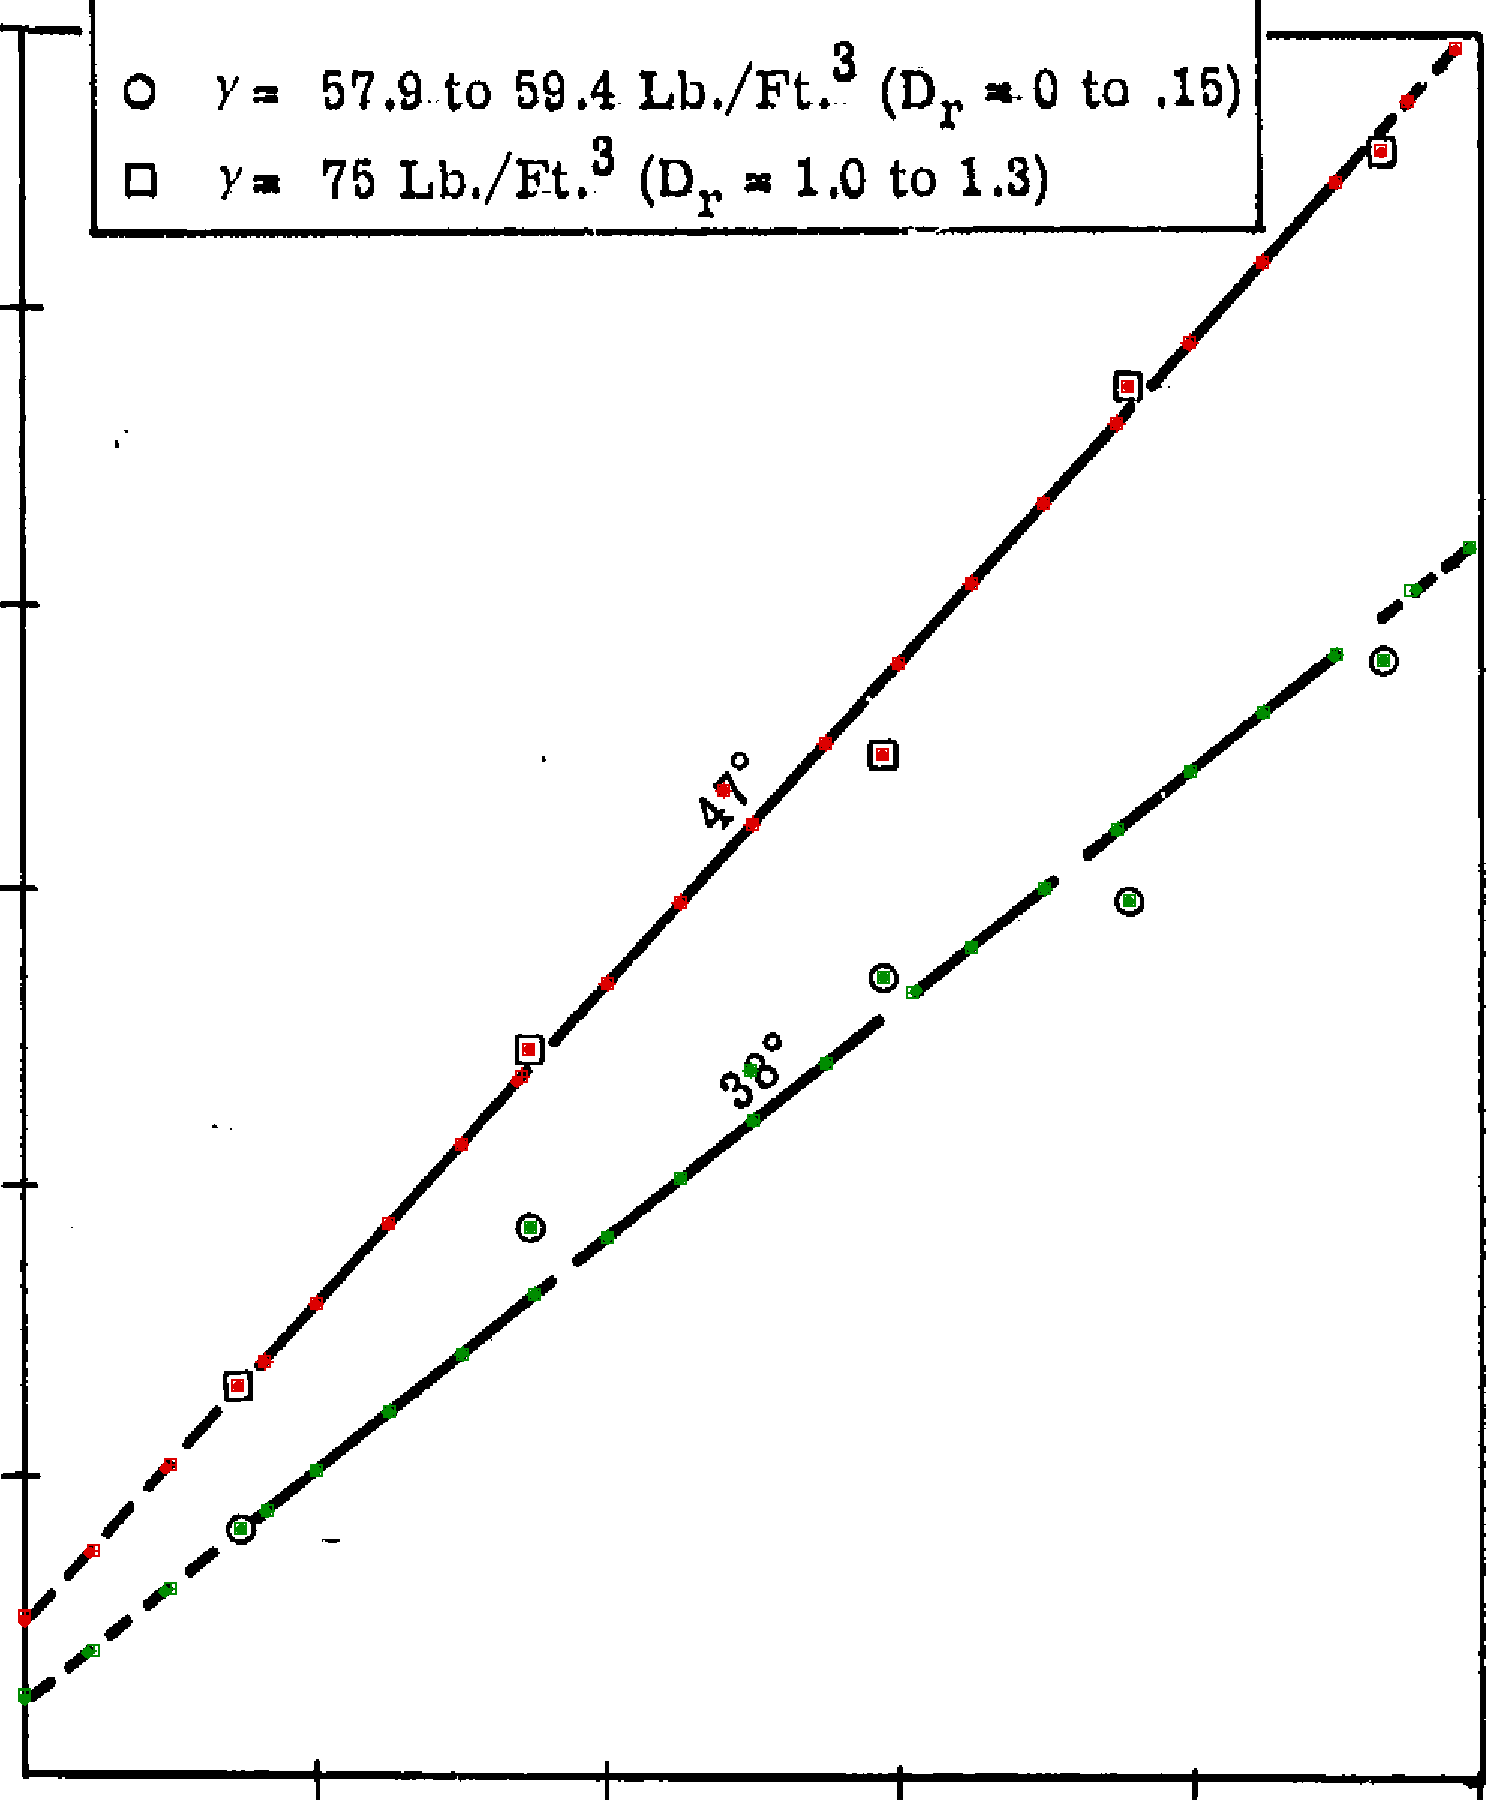 γ = 57.9 to 59.4 Lb./Ft.³ (Dr ≈ 0 to .15)
γ = 75 Lb./Ft.³ (Dr ≈ 1.0 to 1.3)
47°
38°